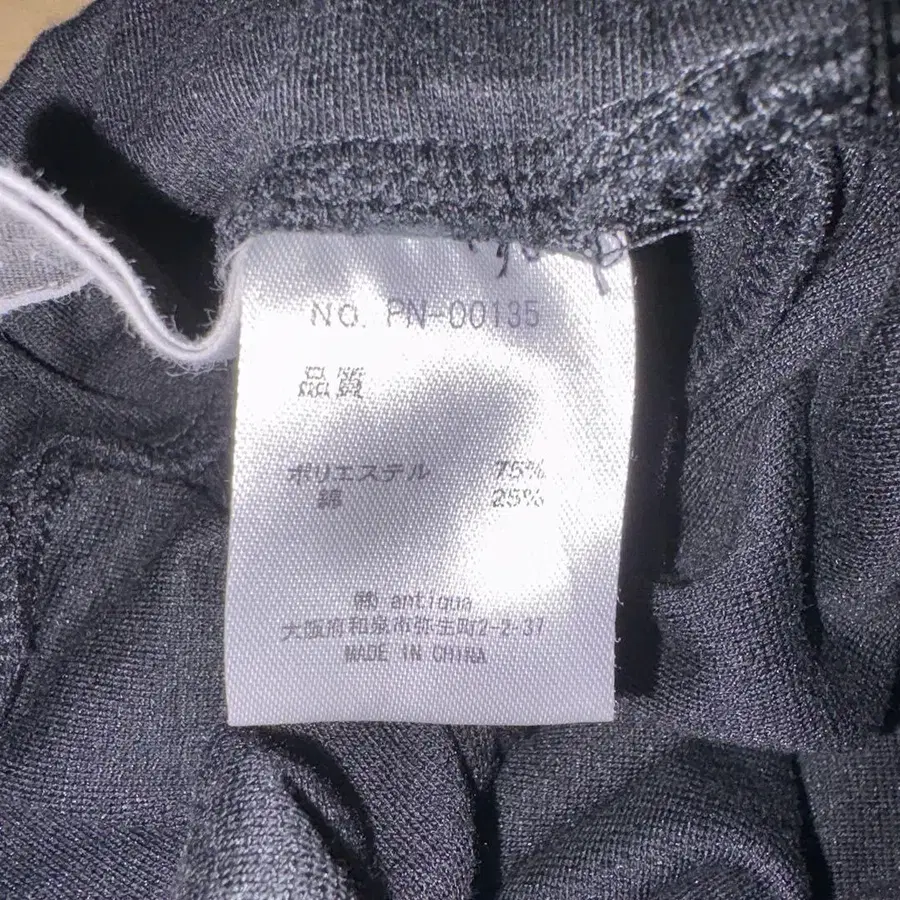 NO. PN-00135
品質
ポリエステル 75%
綿 25%
㈱ antiqua
大阪府和泉市弥生町2-2-37
MADE IN CHINA